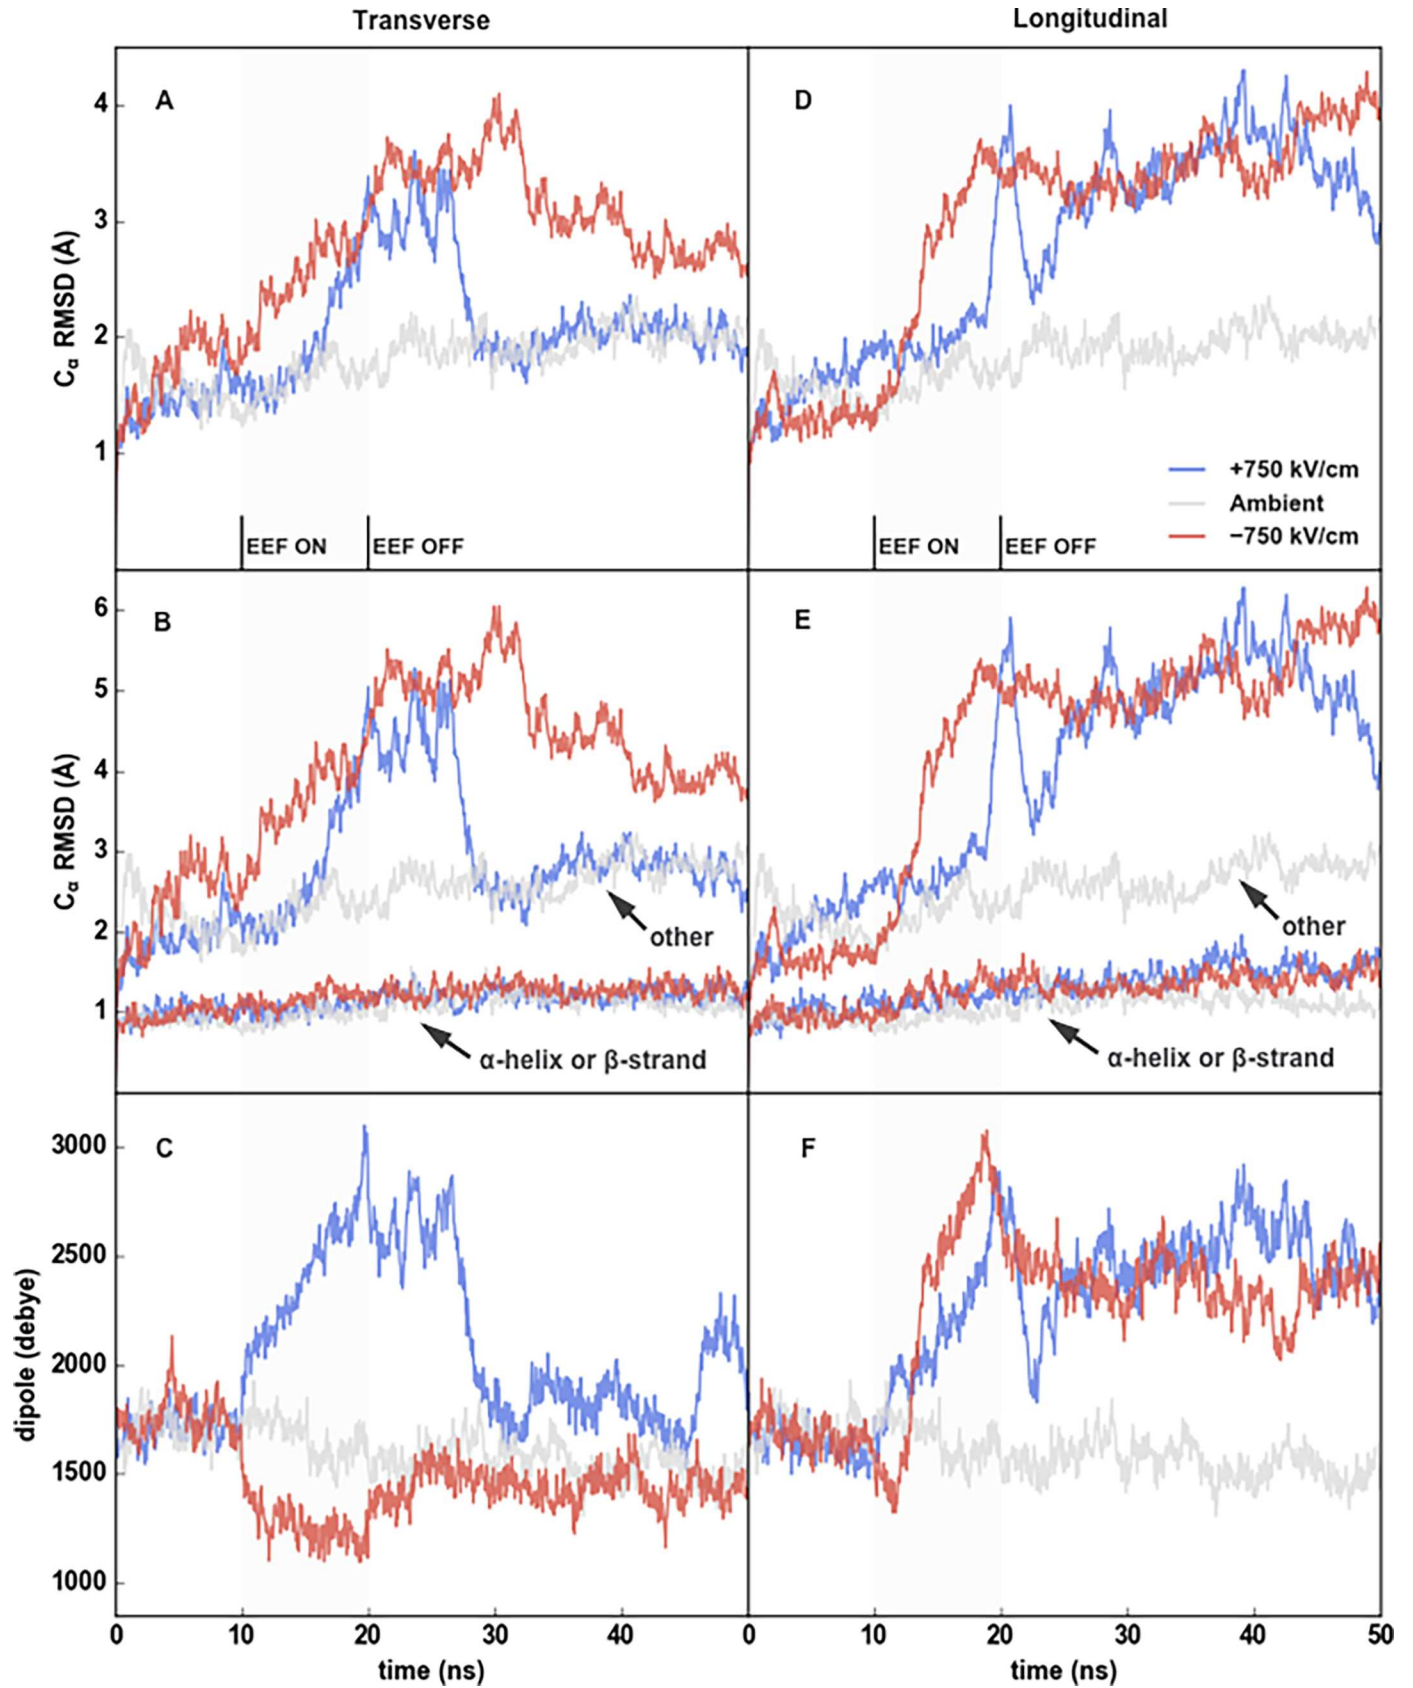 Transverse
Longitudinal
A
D
4
3
2
1
Cα RMSD (Å)
+750 kV/cm
Ambient
−750 kV/cm
EEF ON
EEF OFF
EEF ON
EEF OFF
B
E
6
5
4
3
2
1
Cα RMSD (Å)
other
other
α-helix or β-strand
α-helix or β-strand
C
F
3000
2500
2000
1500
1000
dipole (debye)
0 10 20 30 40 0 10 20 30 40 50
time (ns)
time (ns)